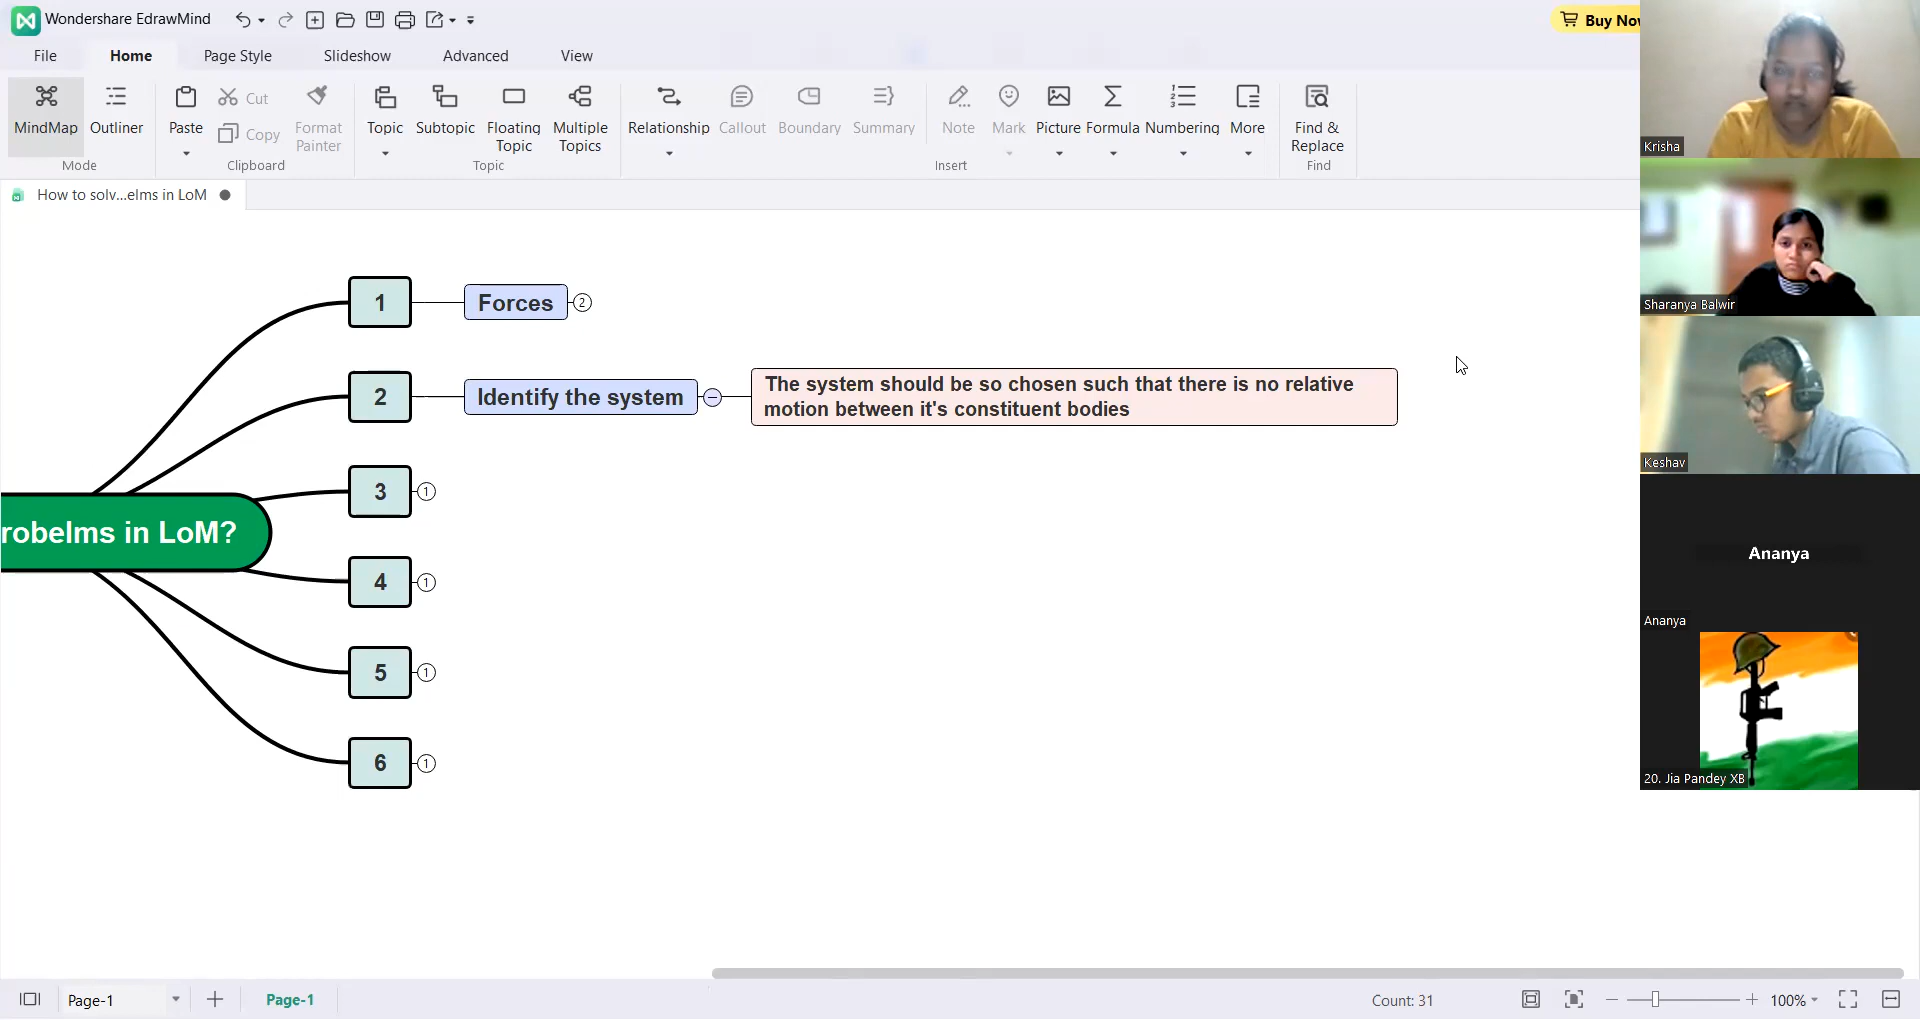 Wondershare EdrawMind
Buy Now
File
Home
Page Style
Slideshow
Advanced
View
MindMap
Outliner
Mode
Paste
Cut
Copy
Format
Painter
Clipboard
Topic
Subtopic
Floating
Topic
Multiple
Topics
Topic
Relationship
Callout
Boundary
Summary
Note
Mark
Picture
Formula
Numbering
More
Insert
Find &
Replace
Find
How to solv...elms in LoM
1
Forces
2
2
Identify the system
The system should be so chosen such that there is no relative
motion between it's constituent bodies
3
1
robelms in LoM?
4
1
5
1
6
1
Krisha
Sharanya Balwir
Keshav
Ananya
Ananya
20. Jia Pandey XB
Page-1
Page-1
Count: 31
100%